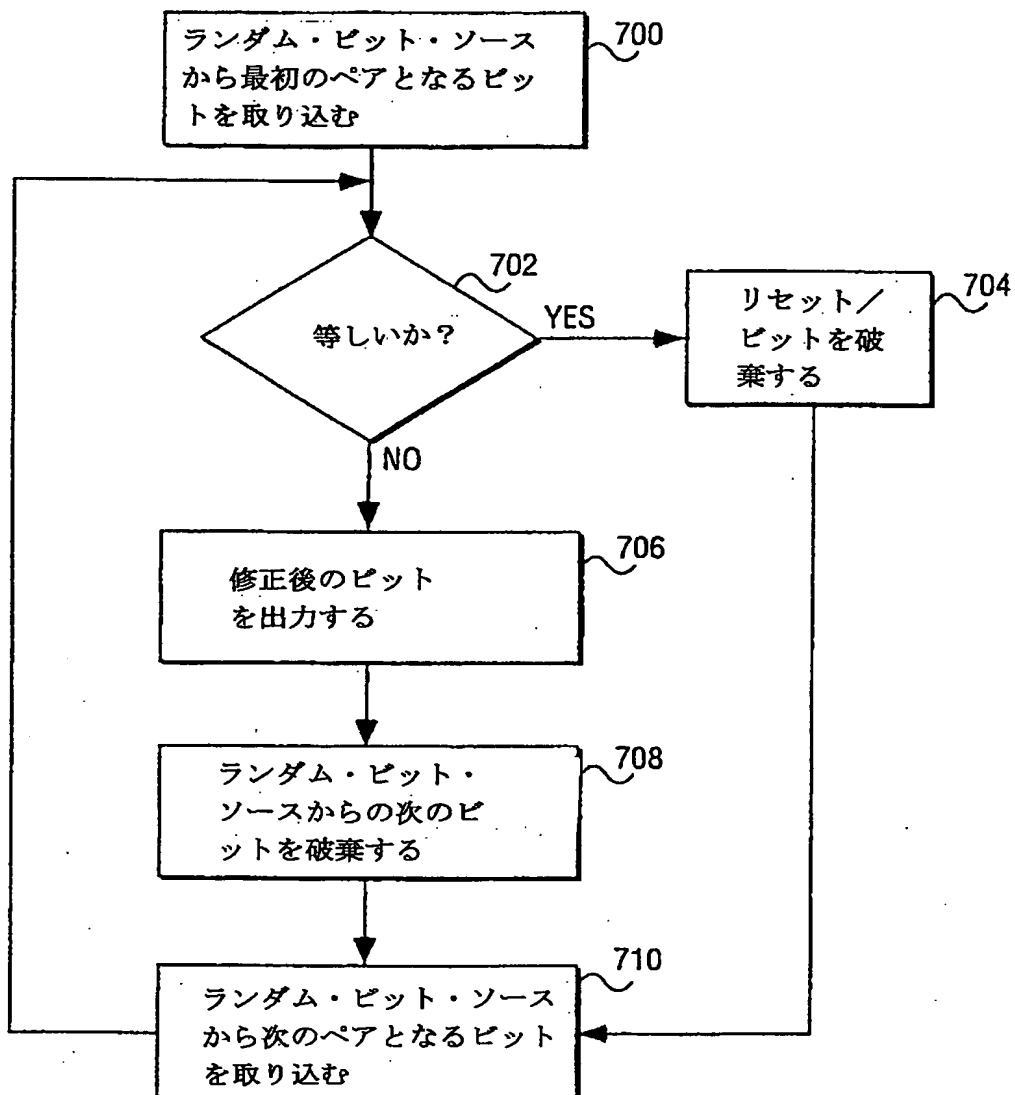 ランダム・ビット・ソース
から最初のペアとなるビッ
トを取り込む
700
702
等しいか？
YES
リセット／
ビットを破
棄する
704
NO
修正後のビット
を出力する
706
ランダム・ビット・
ソースからの次のビ
ットを破棄する
708
ランダム・ビット・ソース
から次のペアとなるビット
を取り込む
710